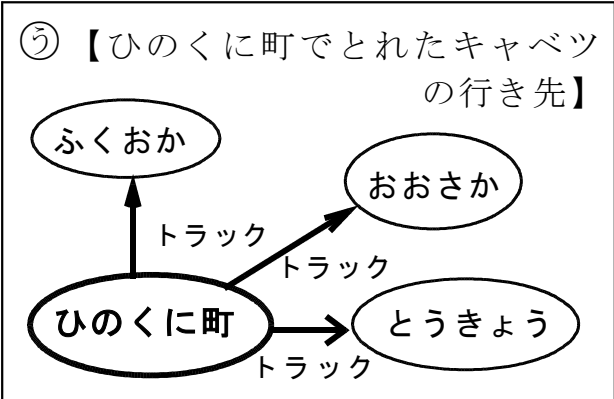 う 【ひのくに町でとれたキャベツ
の行き先】
ふくおか
おおさか
トラック
トラック
ひのくに町
とうきょう
トラック